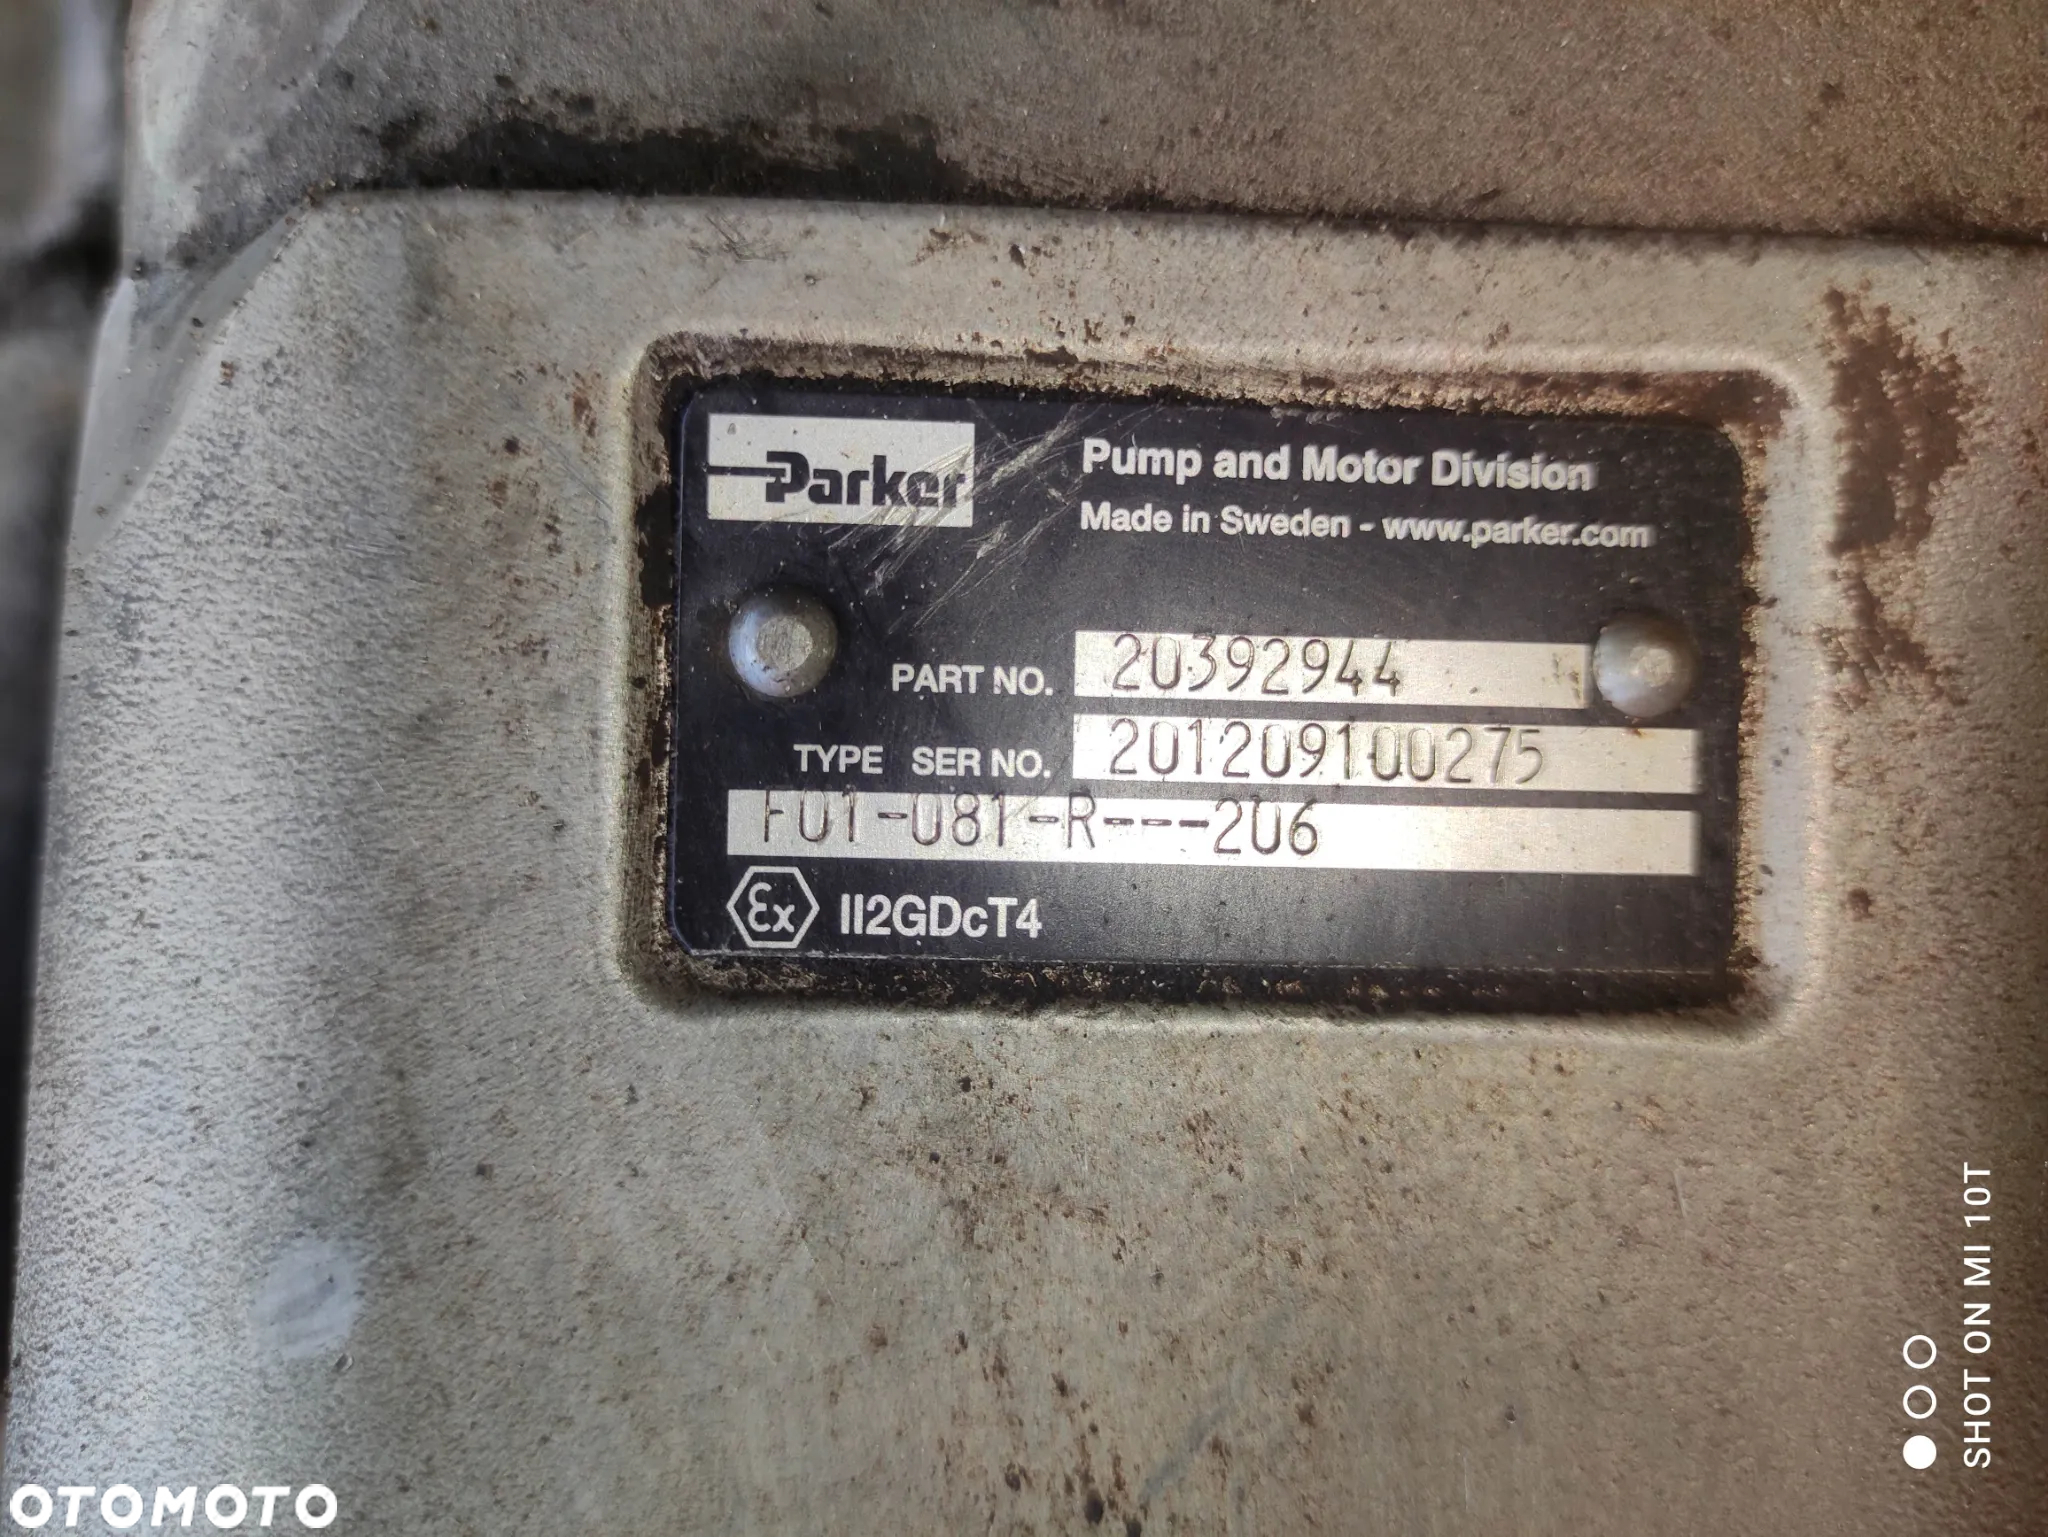 Parker
Pump and Motor Division
Made in Sweden - www.parker.com
PART NO. 20392944
TYPE SER NO. 201209100275
F01-081-R---206
Ex II2GDcT4
SHOT ON MI 10T
OTOMOTO